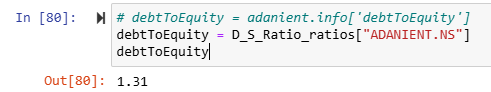 In [80]:
# debtToEquity = adanient.info['debtToEquity']
debtToEquity = D_S_Ratio_ratios["ADANIENT.NS"]
debtToEquity
Out[80]: 1.31